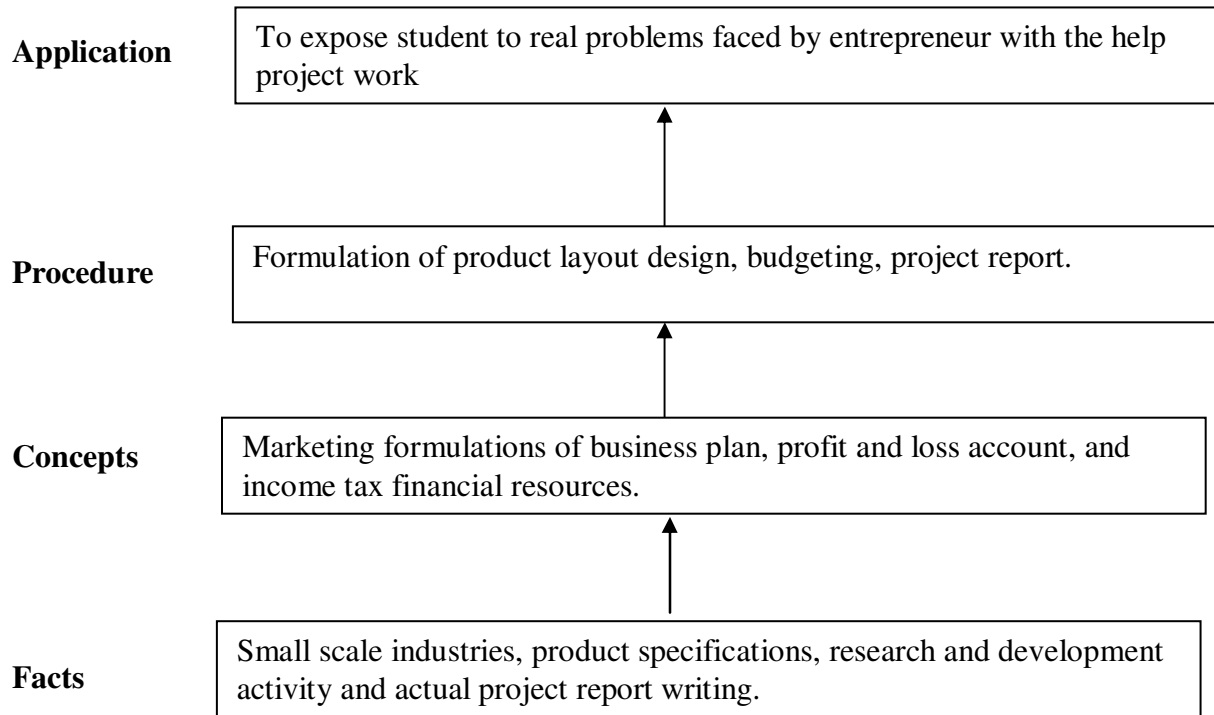 Application
To expose student to real problems faced by entrepreneur with the help
project work
Procedure
Formulation of product layout design, budgeting, project report.
Concepts
Marketing formulations of business plan, profit and loss account, and
income tax financial resources.
Facts
Small scale industries, product specifications, research and development
activity and actual project report writing.